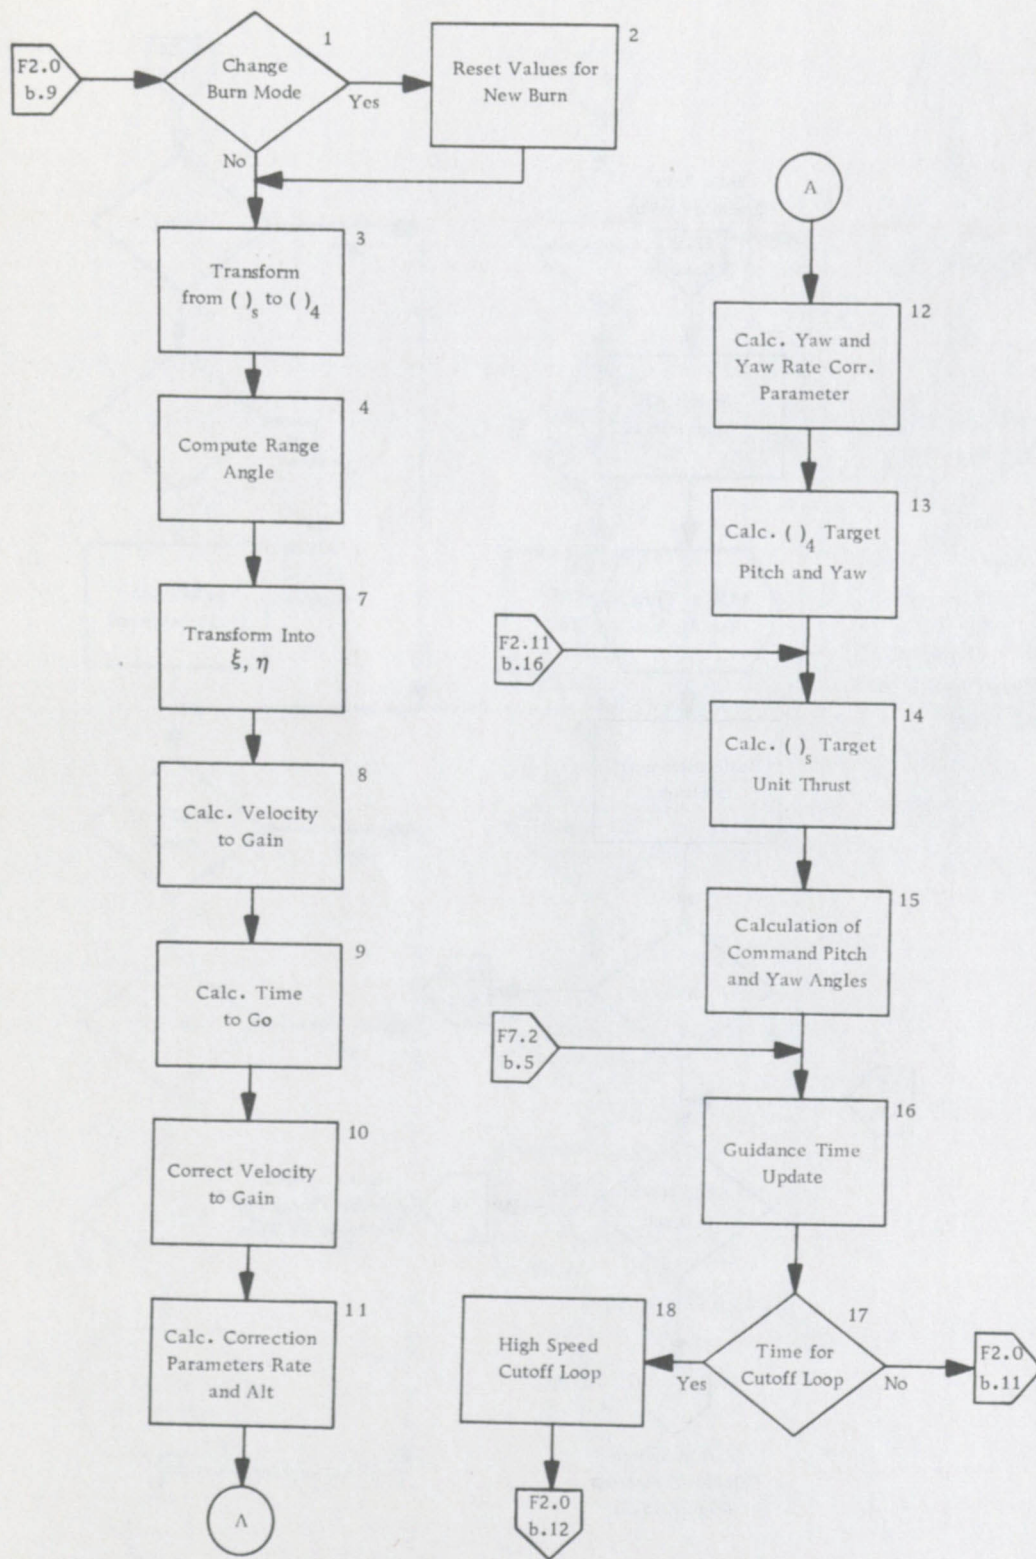 F2.0
b.9
1
Change
Burn Mode
Yes
No
2
Reset Values for
New Burn
3
Transform
from ( )s to ( )4
4
Compute Range
Angle
7
Transform Into
ξ, η
8
Calc. Velocity
to Gain
9
Calc. Time
to Go
10
Correct Velocity
to Gain
11
Calc. Correction
Parameters Rate
and Alt
A
A
12
Calc. Yaw and
Yaw Rate Corr.
Parameter
13
Calc. ( )4 Target
Pitch and Yaw
F2.11
b.16
14
Calc. ( )s Target
Unit Thrust
15
Calculation of
Command Pitch
and Yaw Angles
F7.2
b.5
16
Guidance Time
Update
17
Time for
Cutoff Loop
Yes
No
F2.0
b.11
18
High Speed
Cutoff Loop
F2.0
b.12